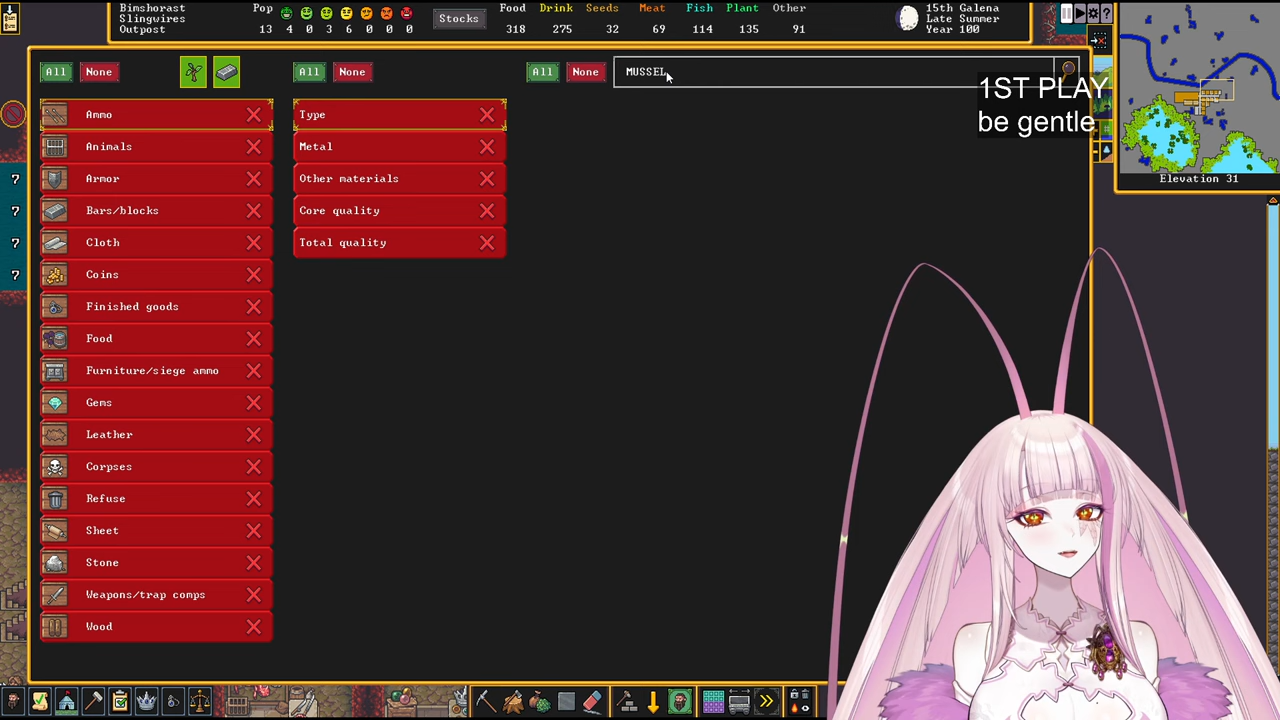 Bimshorast
Slingvires
Outpost
Pop
13 4 0 3 6 0 0 0
Stocks
Food Drink Seeds Meat Fish Plant Other
318 275 32 69 114 135 91
15th Galena
Late Summer
Year 100
?
All None
All None
All None
MUSSEL
1ST PLAY
be gentle
Elevation 31
Ammo
Animals
Armor
Bars/blocks
Cloth
Coins
Finished goods
Food
Furniture/siege ammo
Gems
Leather
Corpses
Refuse
Sheet
Stone
Weapons/trap comps
Wood
Type
Metal
Other materials
Core quality
Total quality
?
?
?
?